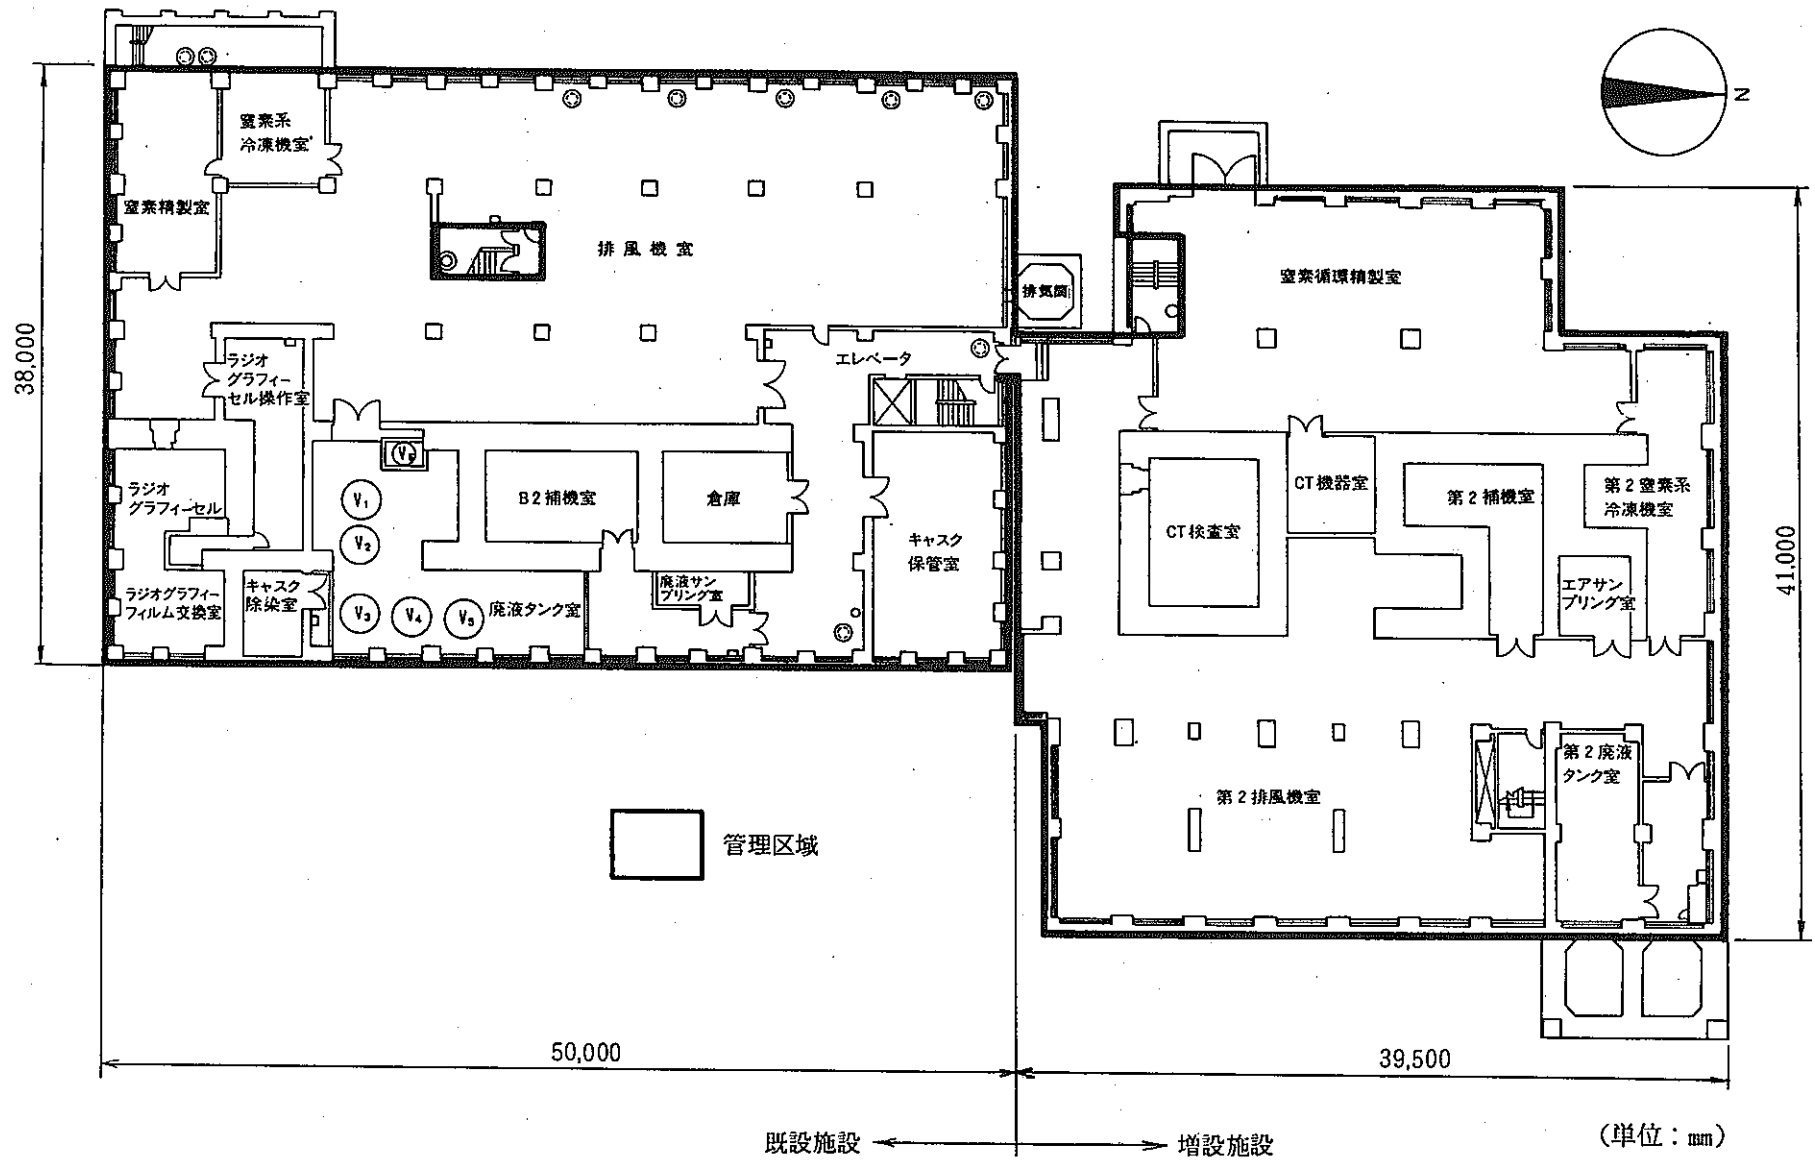 N
窒素系
冷凍機室
窒素精製室
排風機室
排気筒
窒素循環精製室
38,000
ラジオ
グラフィー
セル操作室
エレベータ
V₁
V₂
V₃
V₄
V₅
B2補機室
倉庫
CT機器室
第2補機室
第2窒素系
冷凍機室
ラジオ
グラフィーセル
CT検査室
キャスク
保管室
41,000
ラジオグラフィー
フィルム交換室
キャスク
除染室
廃液タンク室
廃液サン
プリング室
エアサン
プリング室
第2廃液
タンク室
第2排風機室
管理区域
50,000
39,500
既設施設
増設施設
(単位：mm)